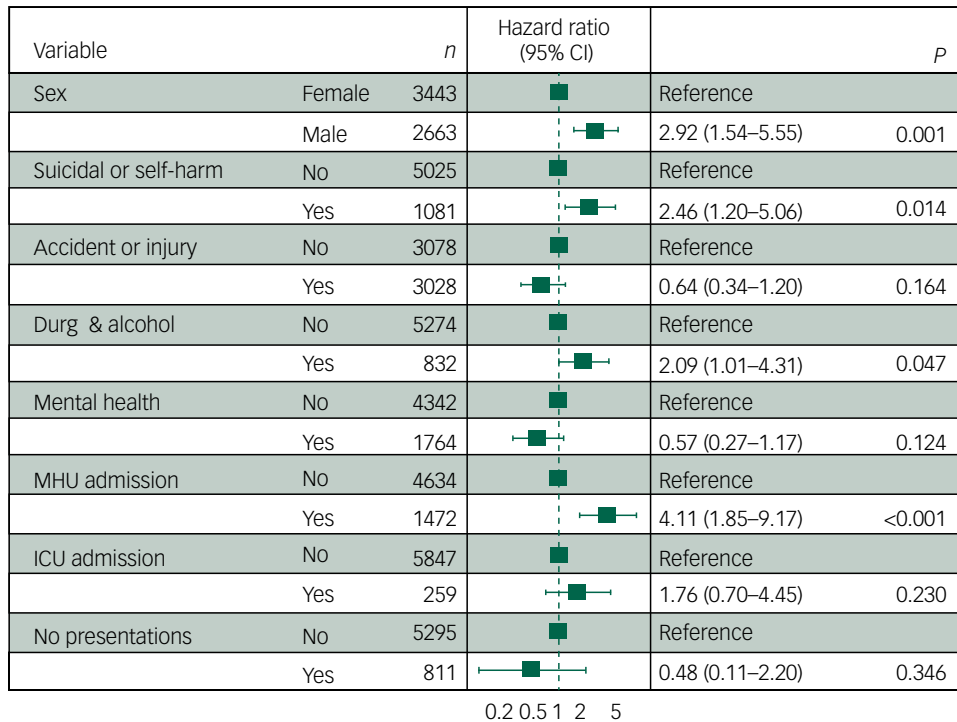 Variable n Hazard ratio (95% CI) P
Sex Female 3443 Reference
Male 2663 2.92 (1.54–5.55) 0.001
Suicidal or self-harm No 5025 Reference
Yes 1081 2.46 (1.20–5.06) 0.014
Accident or injury No 3078 Reference
Yes 3028 0.64 (0.34–1.20) 0.164
Durg & alcohol No 5274 Reference
Yes 832 2.09 (1.01–4.31) 0.047
Mental health No 4342 Reference
Yes 1764 0.57 (0.27–1.17) 0.124
MHU admission No 4634 Reference
Yes 1472 4.11 (1.85–9.17) <0.001
ICU admission No 5847 Reference
Yes 259 1.76 (0.70–4.45) 0.230
No presentations No 5295 Reference
Yes 811 0.48 (0.11–2.20) 0.346
0.2 0.5 1 2 5